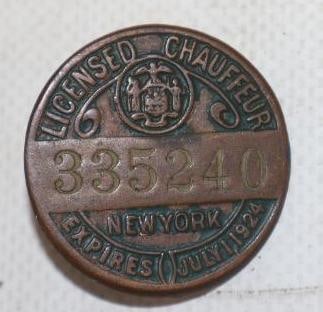 LICENSED CHAUFFEUR
335240
NEW YORK
EXPIRES JULY 1, 1924